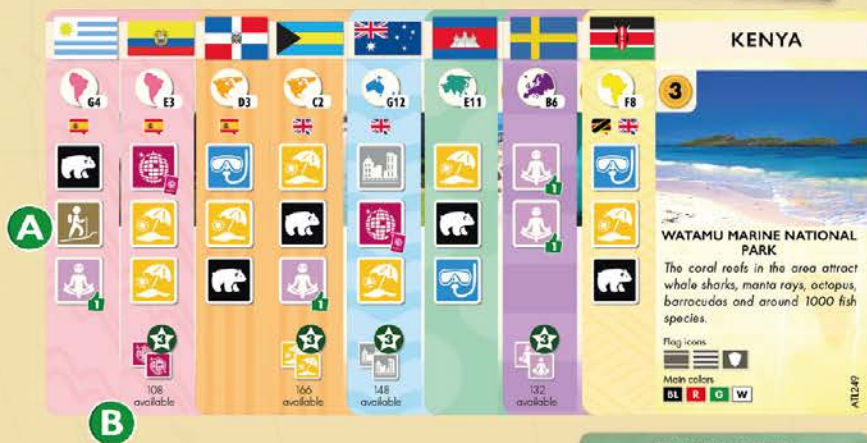 KENYA
G4
E3
D3
C2
G12
E11
B6
F8
3
A
1
1
1
1
WATAMU MARINE NATIONAL
PARK
The coral reefs in the area attract
whale sharks, manta rays, octopus,
barracudas and around 1000 fish
species.
Flag icons
Main colors
BL R G W
ATL249
3
3
3
3
108
available
166
available
148
available
132
available
B